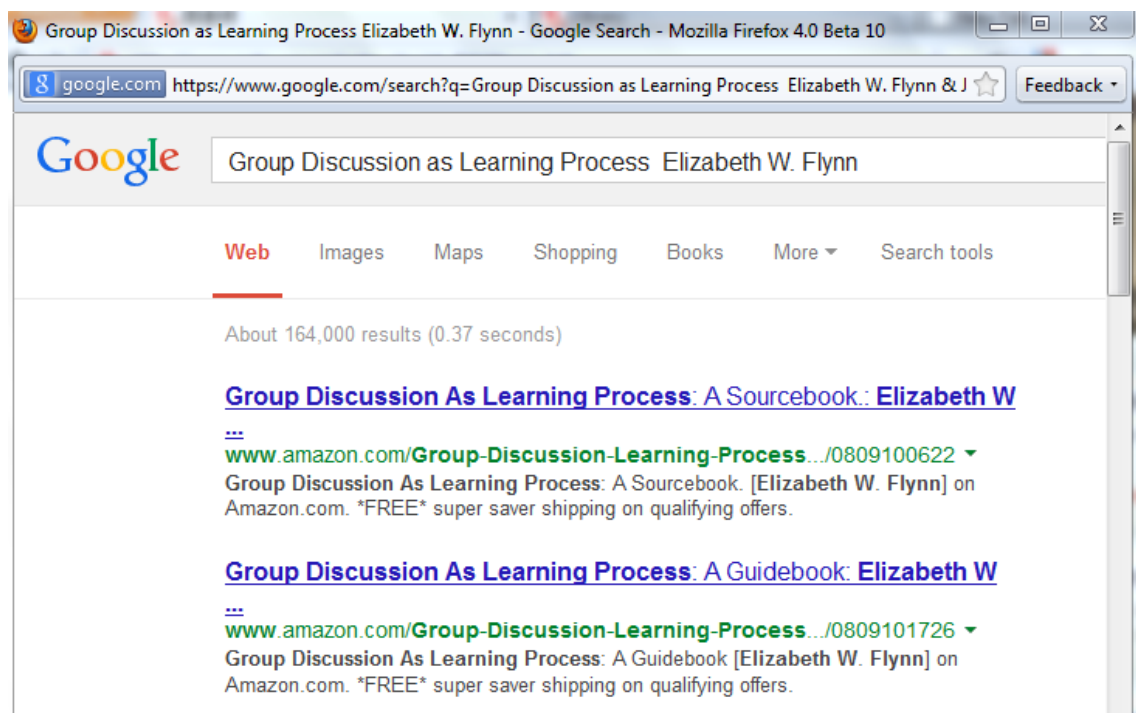 Group Discussion as Learning Process Elizabeth W. Flynn - Google Search - Mozilla Firefox 4.0 Beta 10
google.com https://www.google.com/search?q=Group Discussion as Learning Process Elizabeth W. Flynn & J Feedback
Google Group Discussion as Learning Process Elizabeth W. Flynn
Web Images Maps Shopping Books More Search tools
About 164,000 results (0.37 seconds)
Group Discussion As Learning Process: A Sourcebook.: Elizabeth W
...
www.amazon.com/Group-Discussion-Learning-Process.../0809100622
Group Discussion As Learning Process: A Sourcebook. [Elizabeth W. Flynn] on
Amazon.com. *FREE* super saver shipping on qualifying offers.
Group Discussion As Learning Process: A Guidebook: Elizabeth W
...
www.amazon.com/Group-Discussion-Learning-Process.../0809101726
Group Discussion As Learning Process: A Guidebook [Elizabeth W. Flynn] on
Amazon.com. *FREE* super saver shipping on qualifying offers.